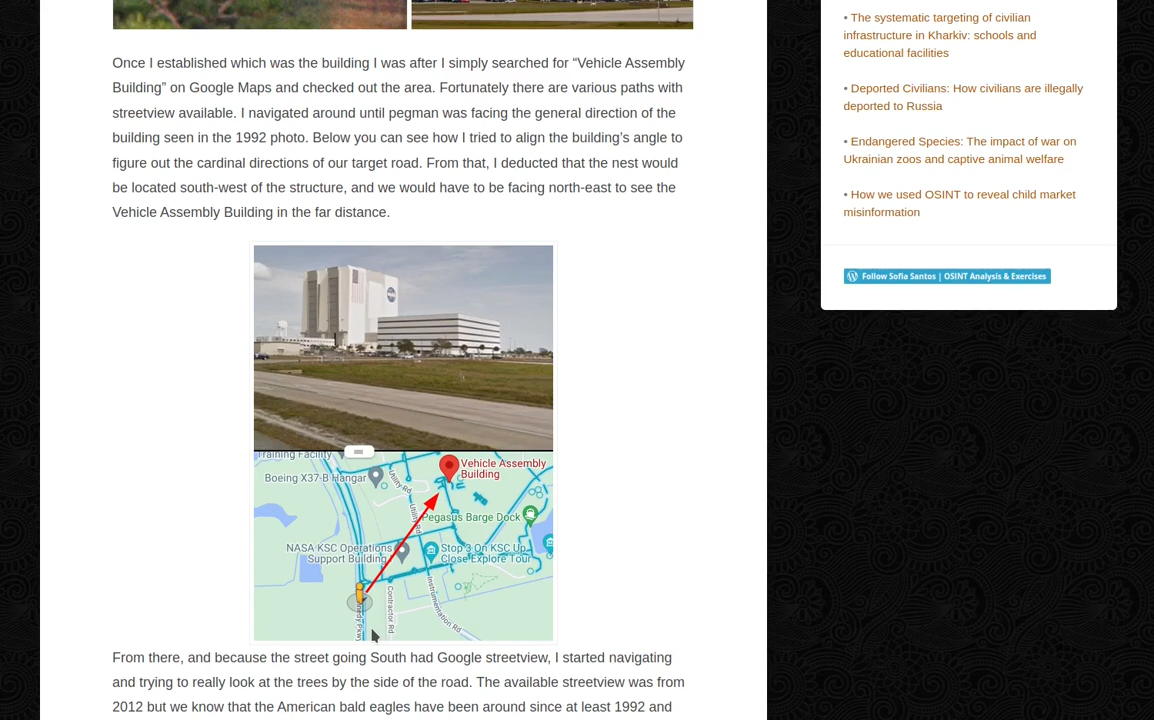 Once I established which was the building I was after I simply searched for “Vehicle Assembly
Building” on Google Maps and checked out the area. Fortunately there are various paths with
streetview available. I navigated around until pegman was facing the general direction of the
building seen in the 1992 photo. Below you can see how I tried to align the building’s angle to
figure out the cardinal directions of our target road. From that, I deducted that the nest would
be located south-west of the structure, and we would have to be facing north-east to see the
Vehicle Assembly Building in the far distance.
Training Facility
Boeing X37-B Hangar
Utility Rd
Utility Rd
Vehicle Assembly
Building
Pegasus Barge Dock
NASA KSC Operations
Support Building
Stop 3 On KSC Up-
Close Explore Tour
Contractor Rd
Instrumentation Rd
From there, and because the street going South had Google streetview, I started navigating
and trying to really look at the trees by the side of the road. The available streetview was from
2012 but we know that the American bald eagles have been around since at least 1992 and
• The systematic targeting of civilian
infrastructure in Kharkiv: schools and
educational facilities
• Deported Civilians: How civilians are illegally
deported to Russia
• Endangered Species: The impact of war on
Ukrainian zoos and captive animal welfare
• How we used OSINT to reveal child market
misinformation
Follow Sofia Santos | OSINT Analysis & Exercises